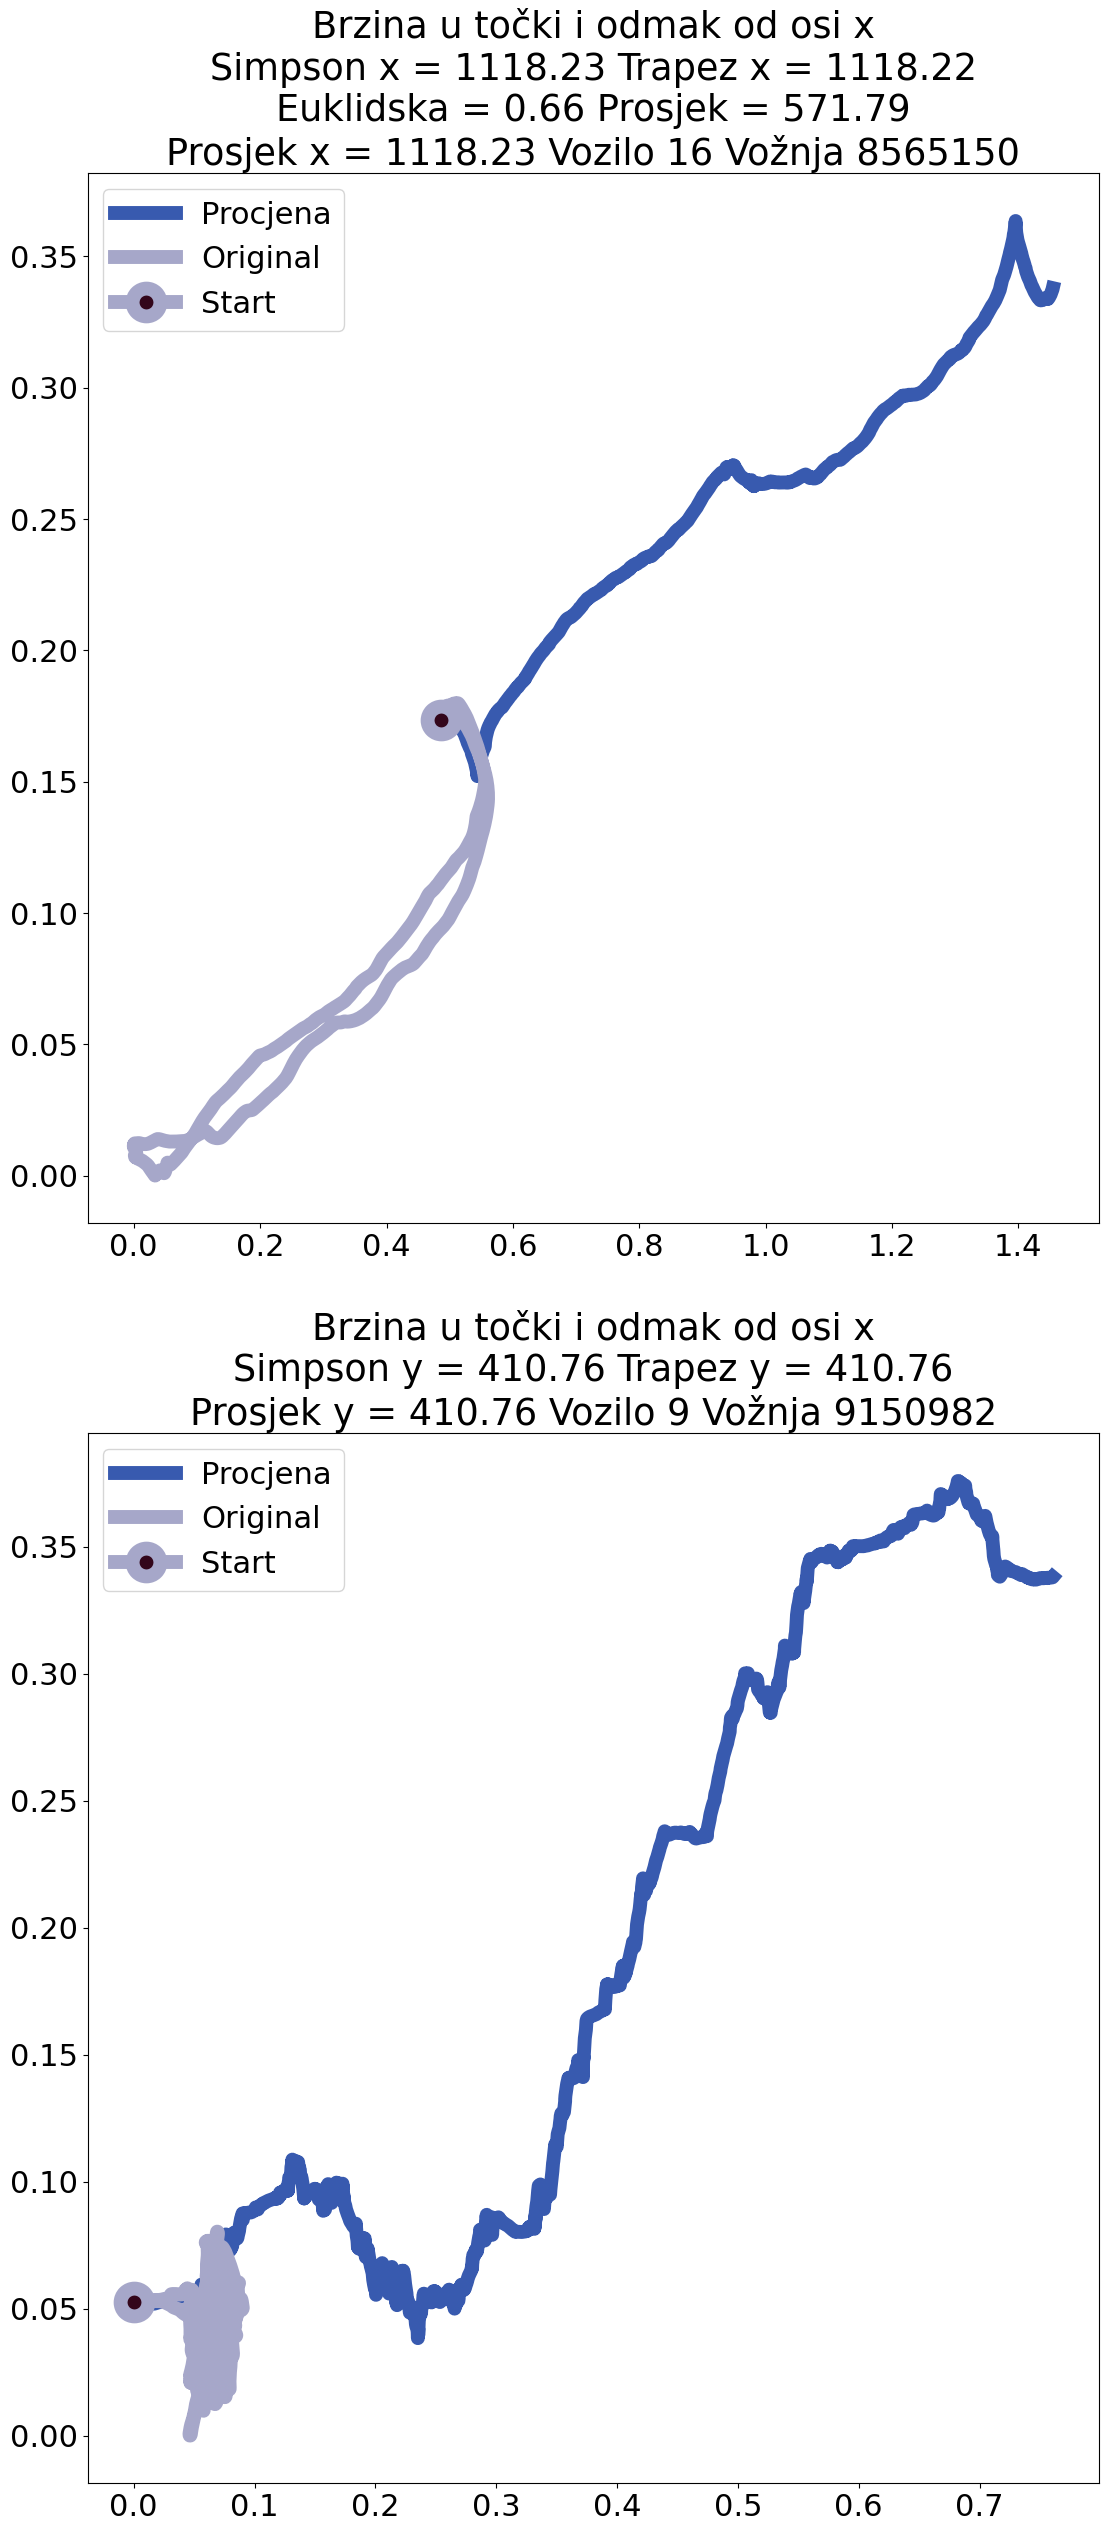 Brzina u točki i odmak od osi x
Simpson x = 1118.23 Trapez x = 1118.22
Euklidska = 0.66 Prosjek = 571.79
Prosjek x = 1118.23 Vozilo 16 Vožnja 8565150
Procjena
Original
Start
0.35
0.30
0.25
0.20
0.15
0.10
0.05
0.00
0.0 0.2 0.4 0.6 0.8 1.0 1.2 1.4
Brzina u točki i odmak od osi x
Simpson y = 410.76 Trapez y = 410.76
Prosjek y = 410.76 Vozilo 9 Vožnja 9150982
Procjena
Original
Start
0.35
0.30
0.25
0.20
0.15
0.10
0.05
0.00
0.0 0.1 0.2 0.3 0.4 0.5 0.6 0.7